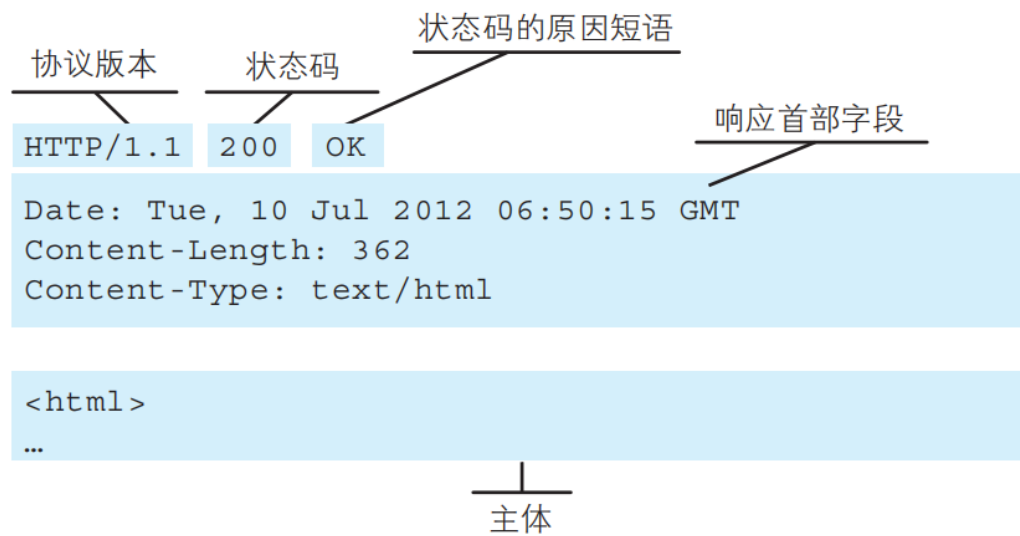 状态码的原因短语
协议版本 状态码
响应首部字段
HTTP/1.1 200 OK
Date: Tue, 10 Jul 2012 06:50:15 GMT
Content-Length: 362
Content-Type: text/html
<html>
…
主体